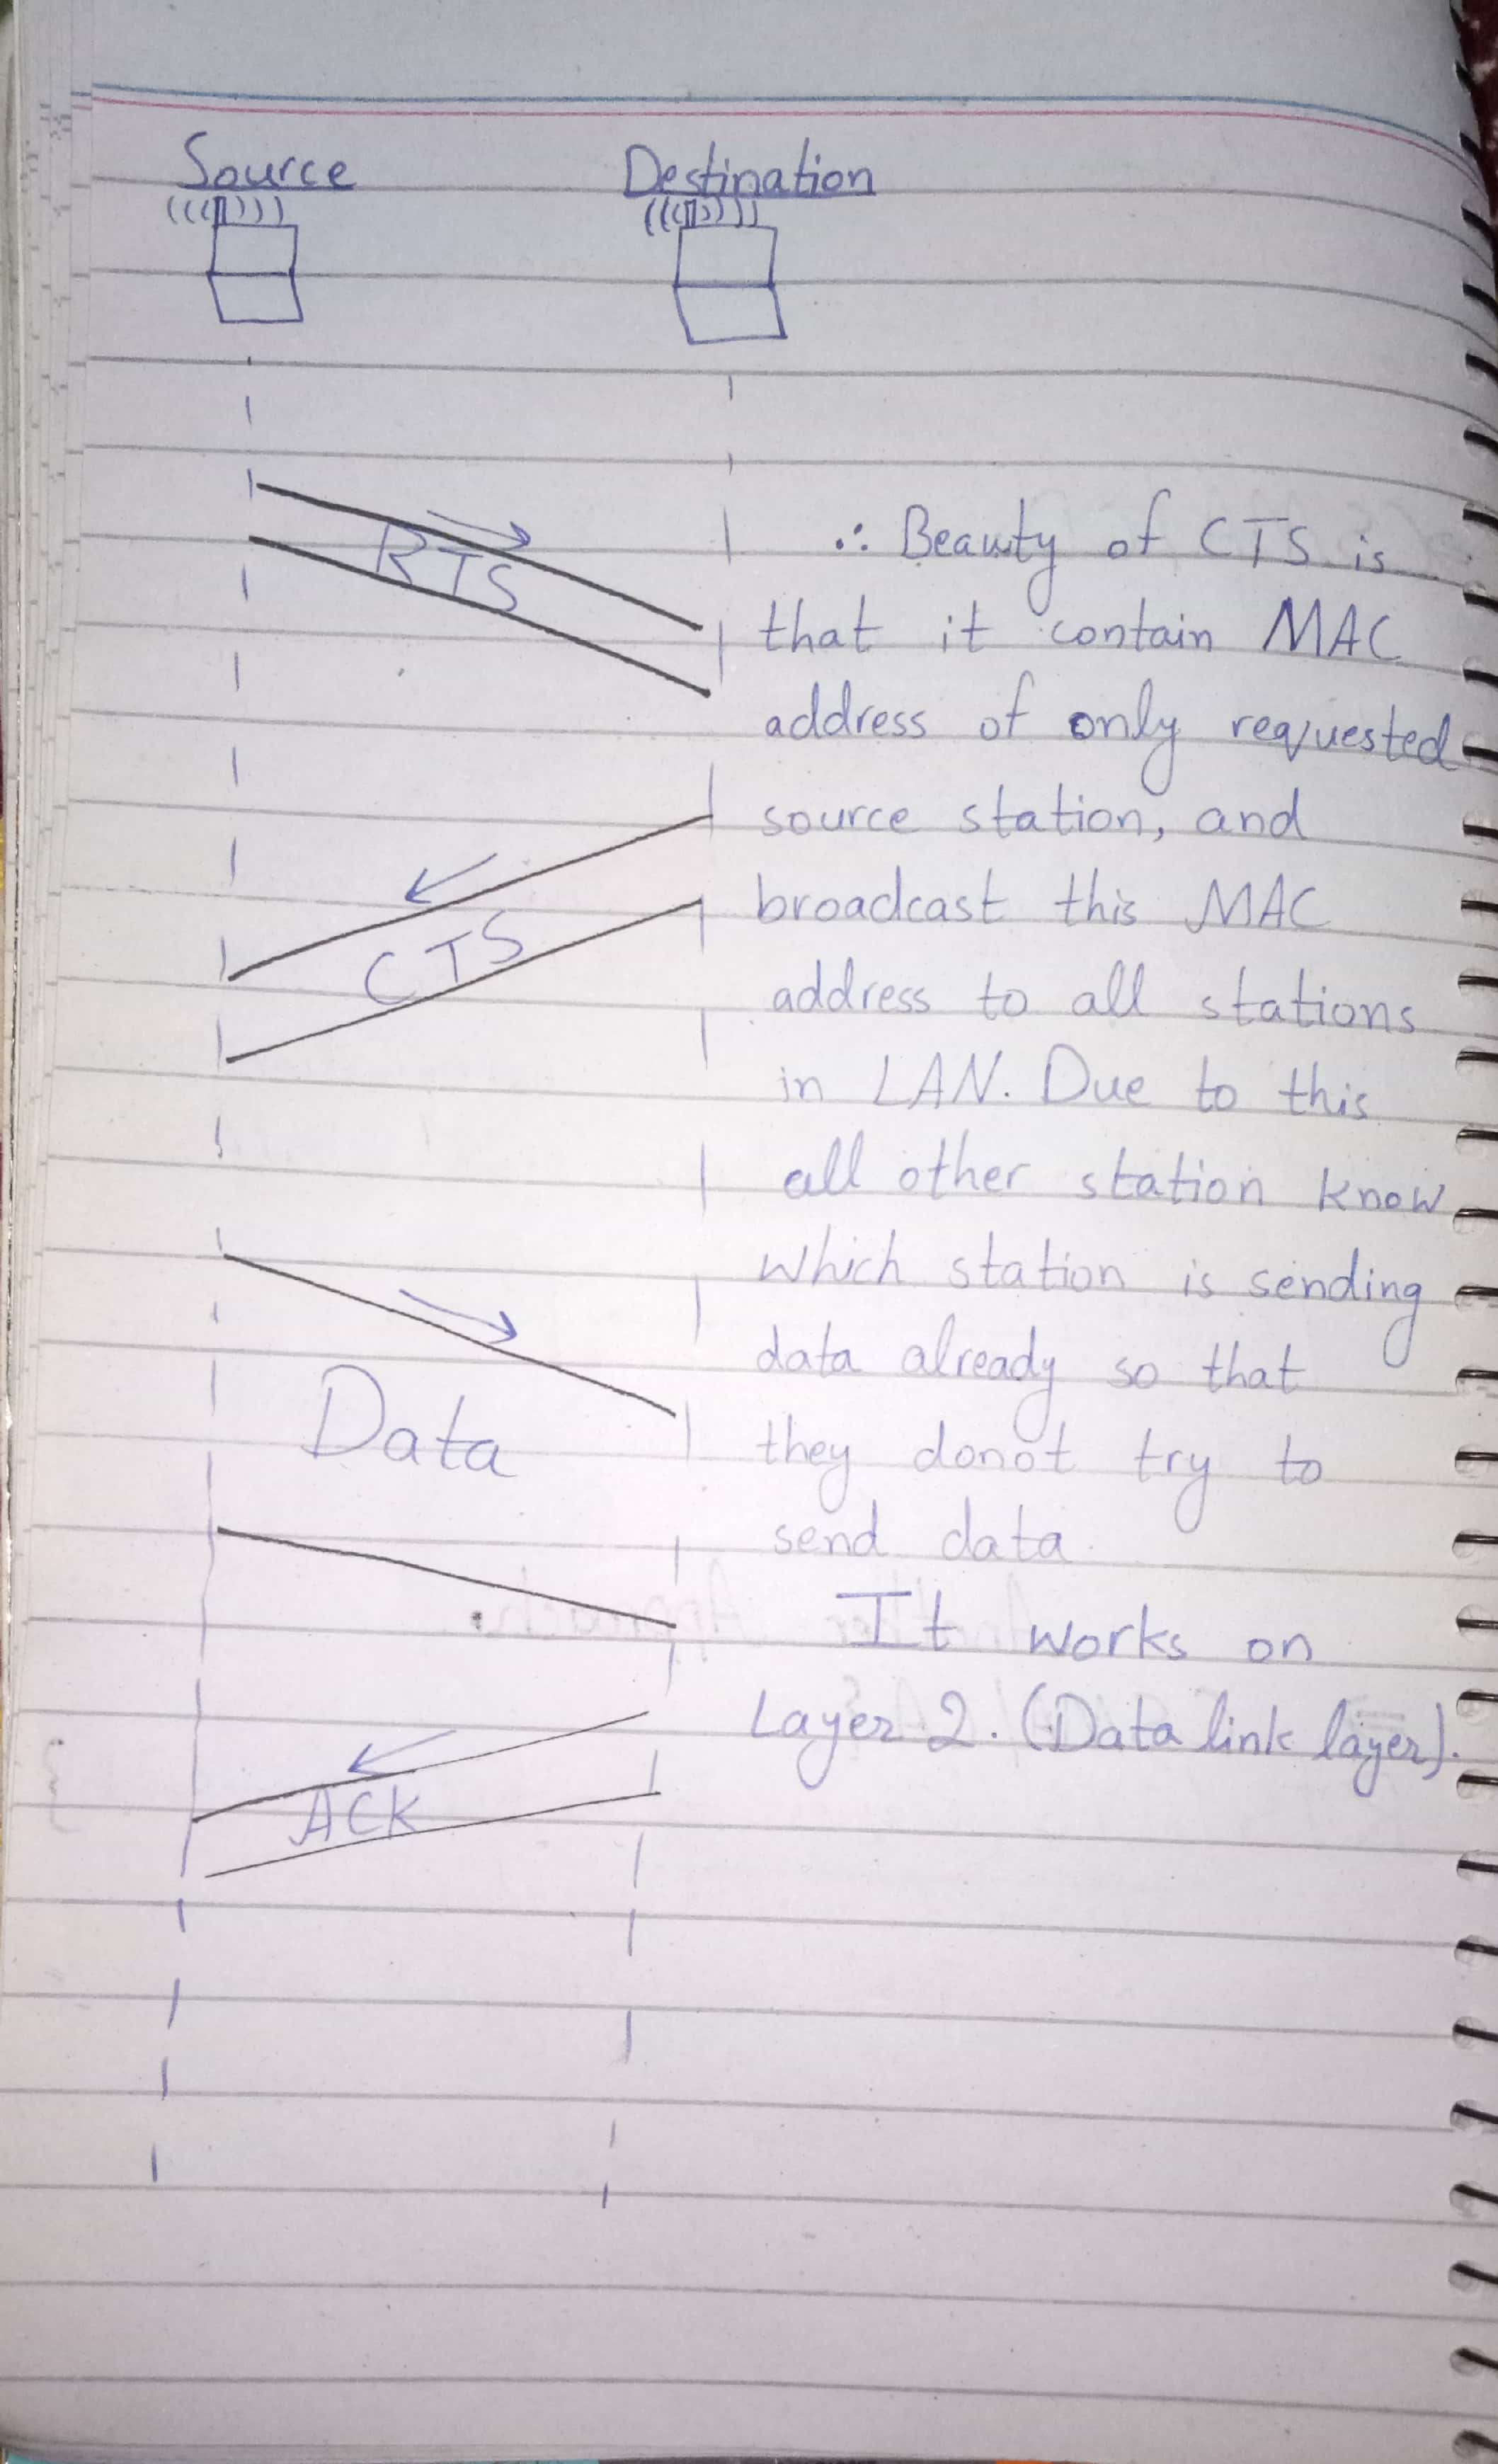 Source Destination
RTS
∴ Beauty of CTS is
that it contain MAC
address of only requested
source station, and
broadcast this MAC
address to all stations
in LAN. Due to this
all other station know
which station is sending
data already so that
they donot try to
send data.
It works on
Layer 2. (Data link layer).
CTS
Data
ACK